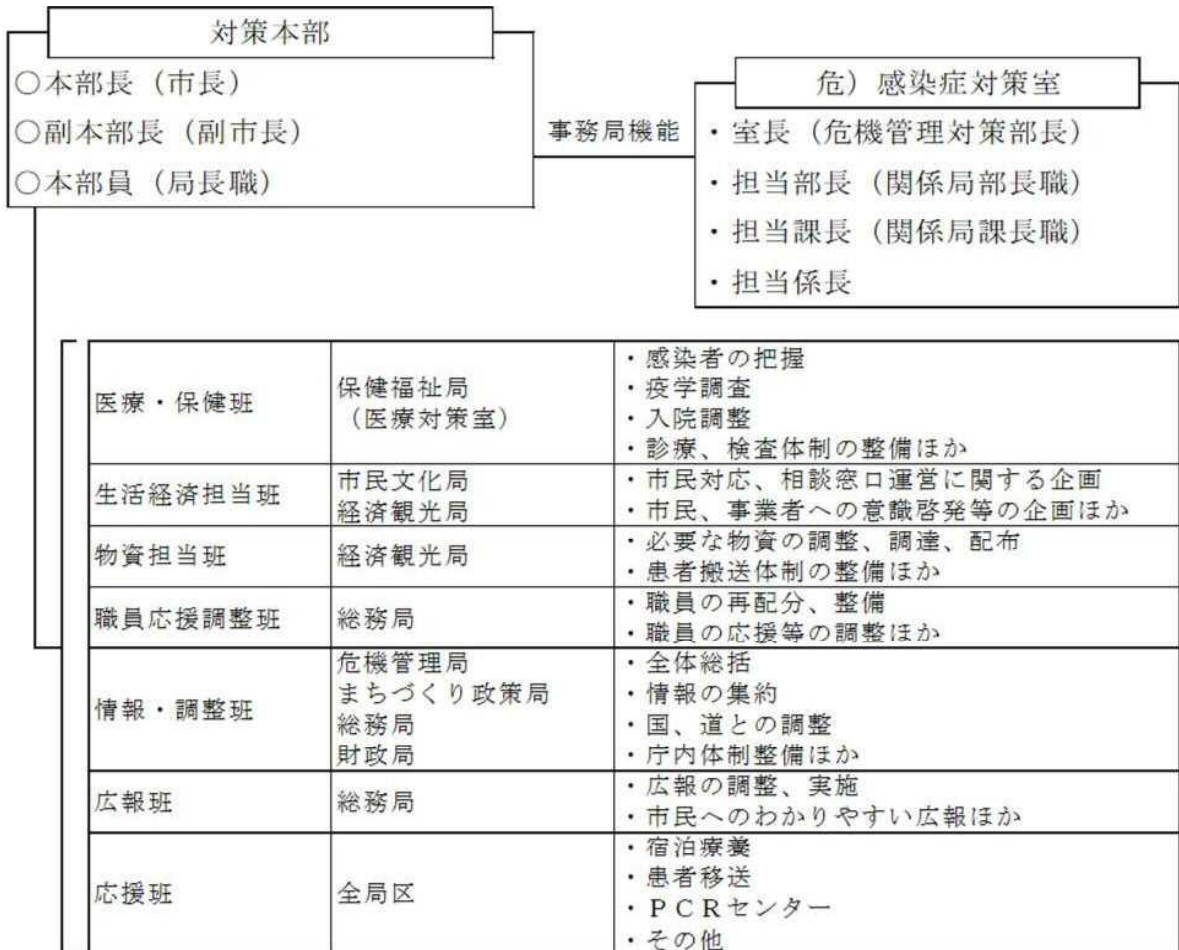 対策本部
○本部長（市長）
○副本部長（副市長）
○本部員（局長職）
事務局機能
危）感染症対策室
・室長（危機管理対策部長）
・担当部長（関係局部長職）
・担当課長（関係局課長職）
・担当係長
医療・保健班
保健福祉局
（医療対策室）
・感染者の把握
・疫学調査
・入院調整
・診療、検査体制の整備ほか
生活経済担当班
市民文化局
経済観光局
・市民対応、相談窓口運営に関する企画
・市民、事業者への意識啓発等の企画ほか
物資担当班
経済観光局
・必要な物資の調整、調達、配布
・患者搬送体制の整備ほか
職員応援調整班
総務局
・職員の再配分、整備
・職員の応援等の調整ほか
情報・調整班
危機管理局
まちづくり政策局
総務局
財政局
・全体総括
・情報の集約
・国、道との調整
・庁内体制整備ほか
広報班
総務局
・広報の調整、実施
・市民へのわかりやすい広報ほか
応援班
全局区
・宿泊療養
・患者移送
・ＰＣＲセンター
・その他